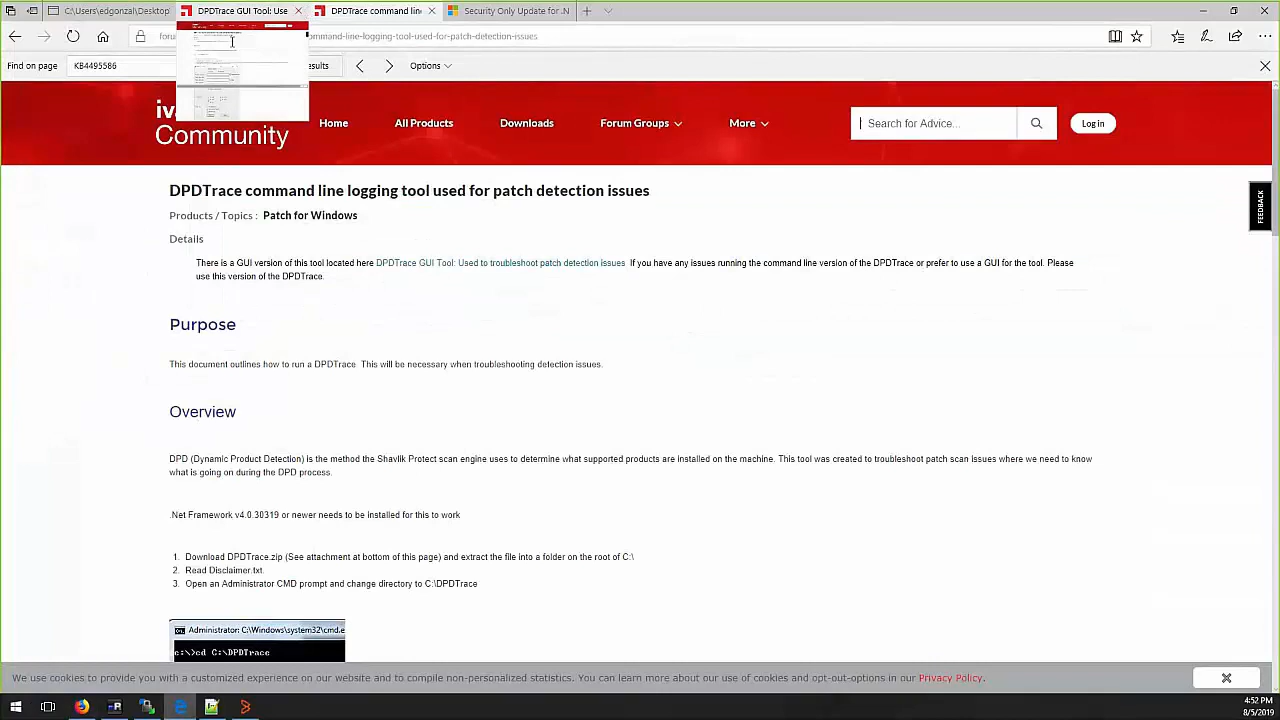 C:\Users\edgonzal\Desktop
DPDTrace GUI Tool: Use
DPDTrace command line
Security Only Update for .N
foru
mmand-line-logging-tool-used-for-patch-detection-issues
Find on page
KB4495586
sults
Options
iv
Community
Home
All Products
Downloads
Forum Groups
More
Search for Advice...
Log in
FEEDBACK
DPDTrace command line logging tool used for patch detection issues
Products / Topics : Patch for Windows
Details
There is a GUI version of this tool located here DPDTrace GUI Tool: Used to troubleshoot patch detection issues. If you have any issues running the command line version of the DPDTrace or prefer to use a GUI for the tool. Please
use this version of the DPDTrace.
Purpose
This document outlines how to run a DPDTrace. This will be necessary when troubleshooting detection issues.
Overview
DPD (Dynamic Product Detection) is the method the Shavlik Protect scan engine uses to determine what supported products are installed on the machine. This tool was created to troubleshoot patch scan issues where we need to know
what is going on during the DPD process.
.Net Framework v4.0.30319 or newer needs to be installed for this to work
1. Download DPDTrace.zip (See attachment at bottom of this page) and extract the file into a folder on the root of C:\
2. Read Disclaimer.txt.
3. Open an Administrator CMD prompt and change directory to C:\DPDTrace
Administrator: C:\Windows\system32\cmd.e
c:\>cd C:\DPDTrace
We use cookies to provide you with a customized experience on our website and to compile non-personalized statistics. You can learn more about our use of cookies and opt-out-options in our Privacy Policy.
4:52 PM
8/5/2019